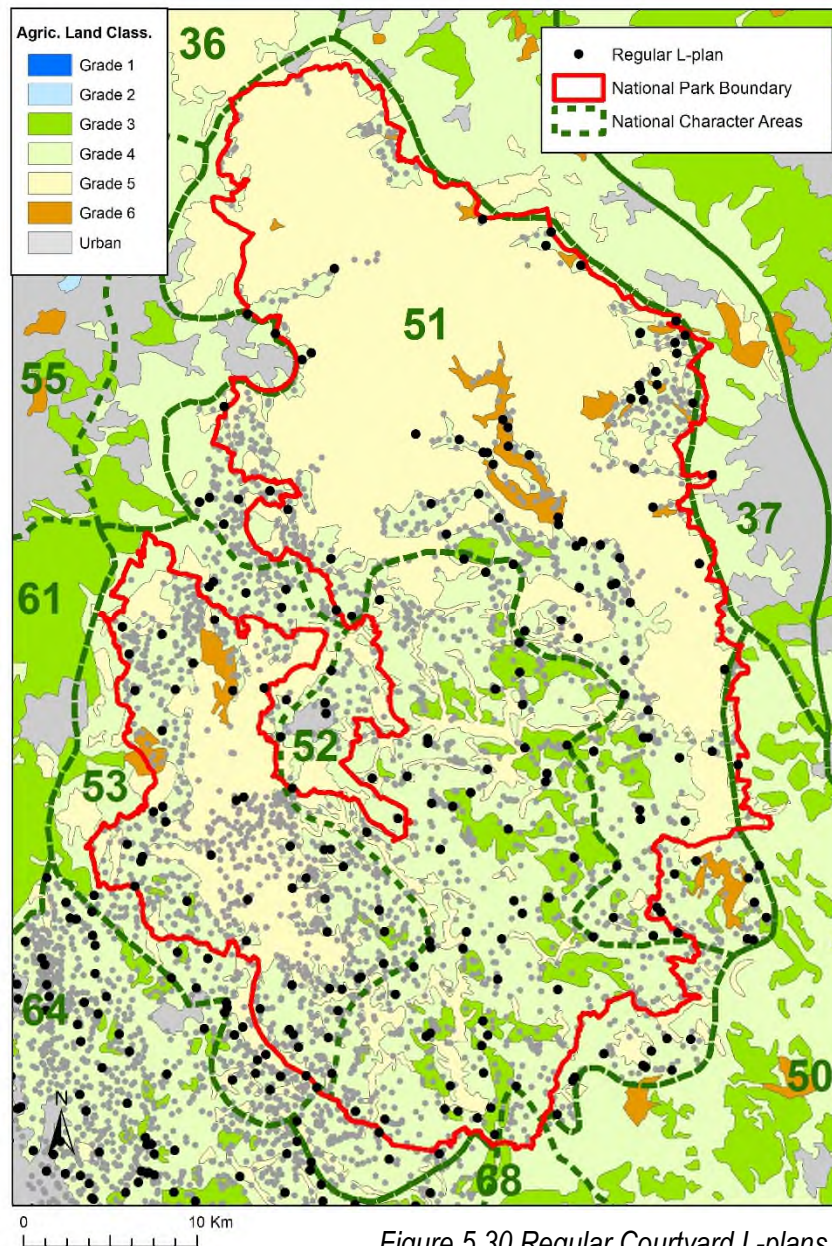 Agric. Land Class.
Grade 1
Grade 2
Grade 3
Grade 4
Grade 5
Grade 6
Urban
Regular L-plan
National Park Boundary
National Character Areas
36
51
55
37
61
52
53
64
50
68
N
0 10 Km
Figure 5.30 Regular Courtyard L-plans